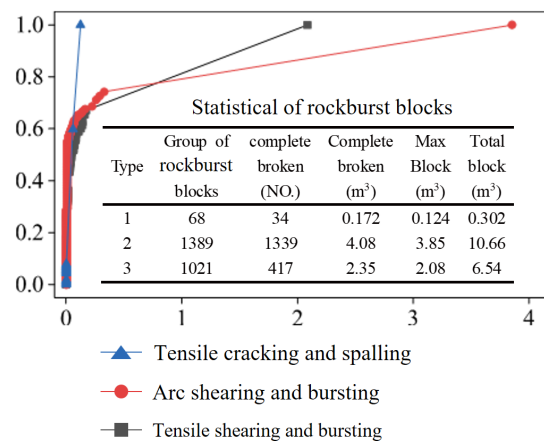 1.0
0.8
0.6
0.4
0.2
0.0
0 1 2 3 4
Statistical of rockburst blocks
Type Group of rockburst blocks complete broken (NO.) Complete broken (m³) Max Block (m³) Total block (m³)
1 68 34 0.172 0.124 0.302
2 1389 1339 4.08 3.85 10.66
3 1021 417 2.35 2.08 6.54
Tensile cracking and spalling
Arc shearing and bursting
Tensile shearing and bursting